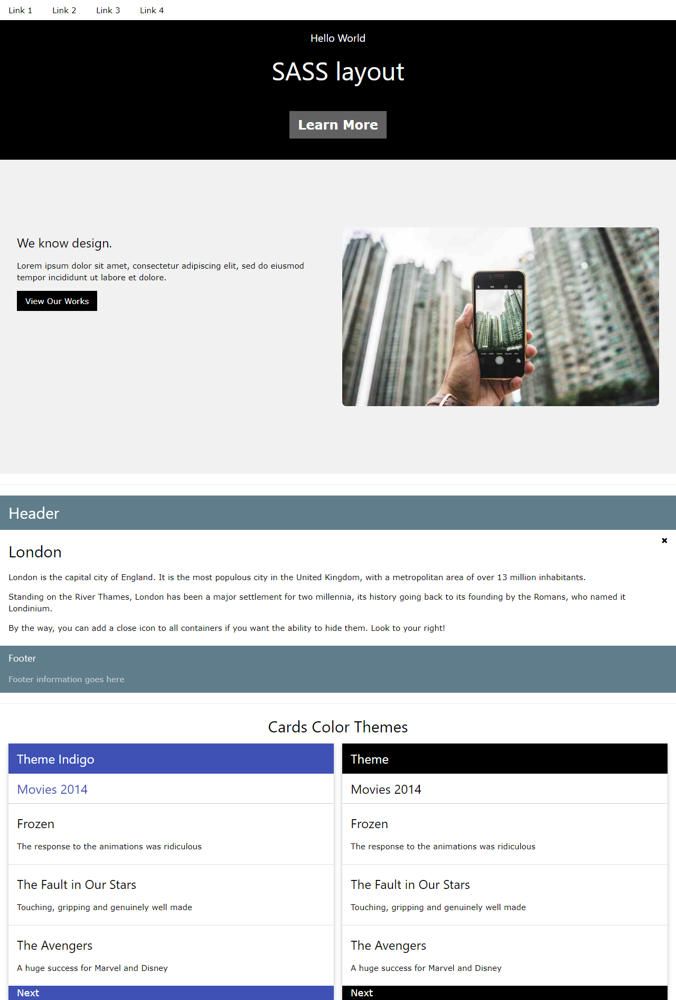 Link 1 Link 2 Link 3 Link 4
Hello World
SASS layout
Learn More
We know design.
Lorem ipsum dolor sit amet, consectetur adipiscing elit, sed do eiusmod
tempor incididunt ut labore et dolore.
View Our Works
Header
×
London
London is the capital city of England. It is the most populous city in the United Kingdom, with a metropolitan area of over 13 million inhabitants.
Standing on the River Thames, London has been a major settlement for two millennia, its history going back to its founding by the Romans, who named it
Londinium.
By the way, you can add a close icon to all containers if you want the ability to hide them. Look to your right!
Footer
Footer information goes here
Cards Color Themes
Theme Indigo
Movies 2014
Frozen
The response to the animations was ridiculous
The Fault in Our Stars
Touching, gripping and genuinely well made
The Avengers
A huge success for Marvel and Disney
Next
Theme
Movies 2014
Frozen
The response to the animations was ridiculous
The Fault in Our Stars
Touching, gripping and genuinely well made
The Avengers
A huge success for Marvel and Disney
Next